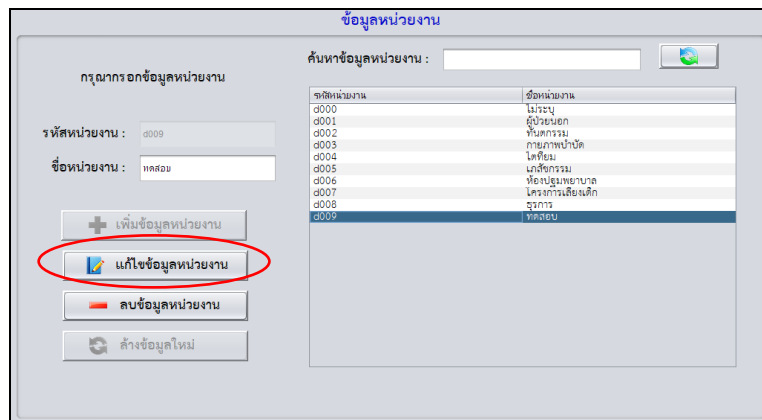 ข้อมูลหน่วยงาน
ค้นหาข้อมูลหน่วยงาน :
กรุณากรอกข้อมูลหน่วยงาน
รหัสหน่วยงาน : d009
ชื่อหน่วยงาน : ทดสอบ
เพิ่มข้อมูลหน่วยงาน
แก้ไขข้อมูลหน่วยงาน
ลบข้อมูลหน่วยงาน
ล้างข้อมูลใหม่
รหัสหน่วยงาน ชื่อหน่วยงาน
d000 ไม่ระบุ
d001 ผู้ป่วยนอก
d002 ทันตกรรม
d003 กายภาพบำบัด
d004 ไตเทียม
d005 เภสัชกรรม
d006 ห้องปฐมพยาบาล
d007 โครงการเลี้ยงเด็ก
d008 ธุรการ
d009 ทดสอบ